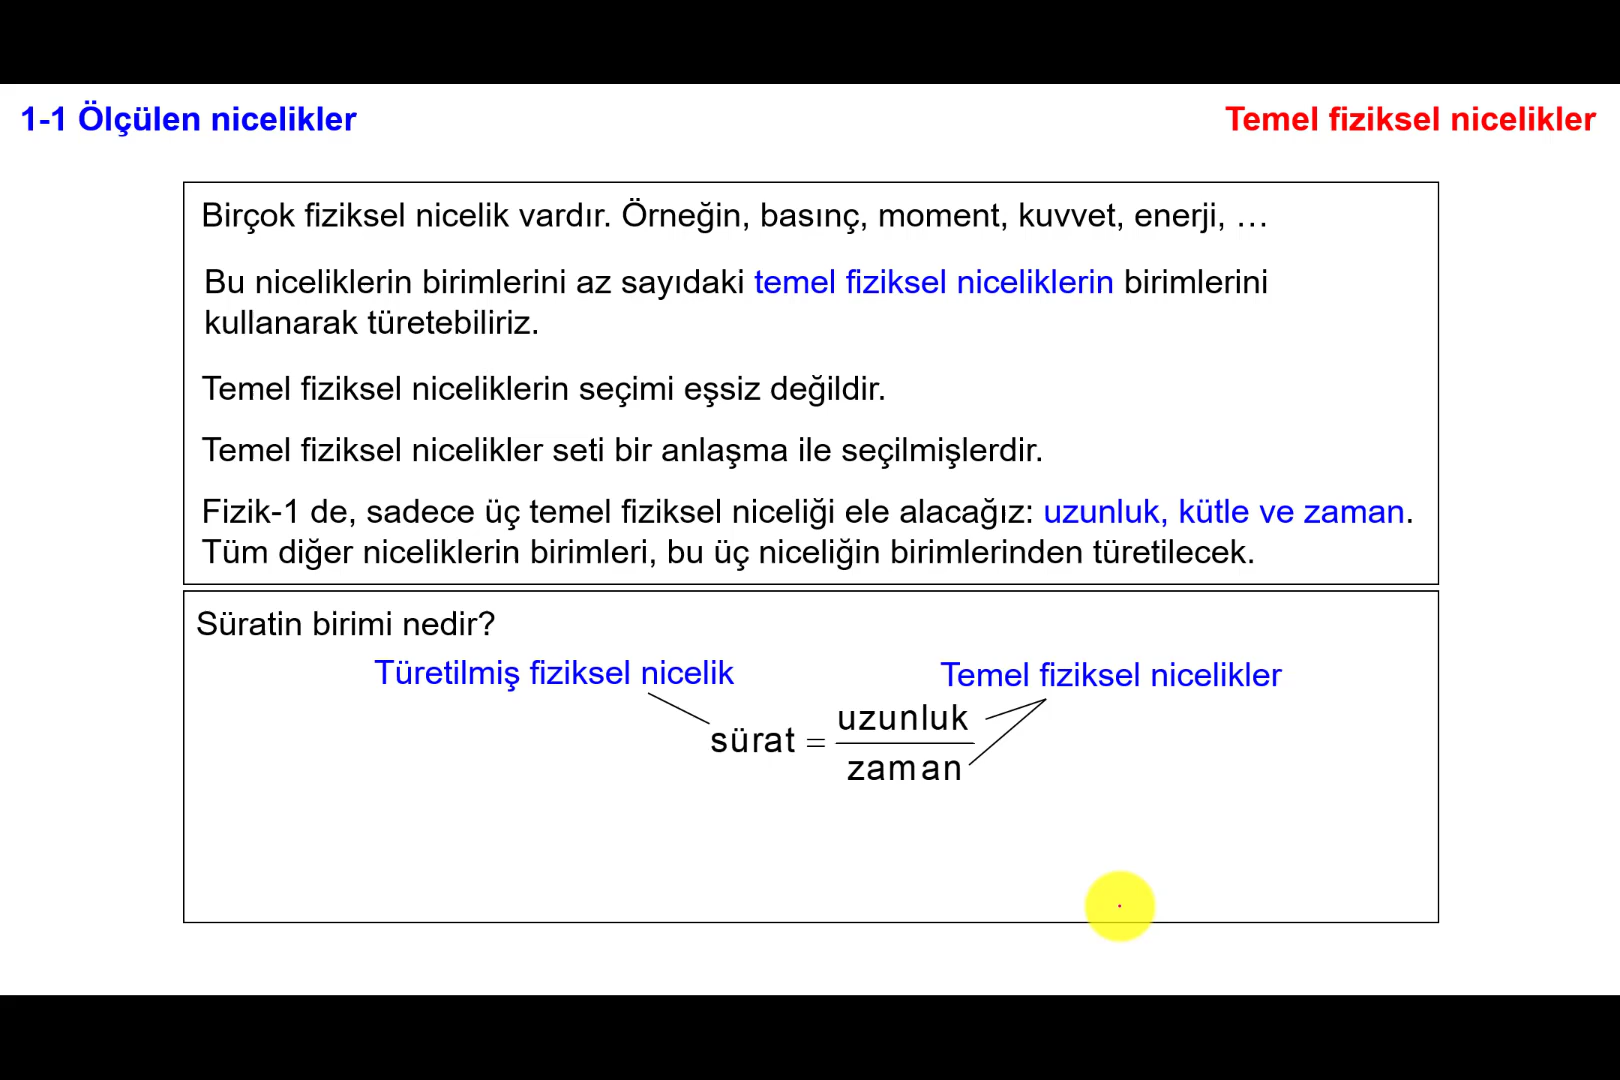 1-1 Ölçülen nicelikler
Temel fiziksel nicelikler
Birçok fiziksel nicelik vardır. Örneğin, basınç, moment, kuvvet, enerji, …
Bu niceliklerin birimlerini az sayıdaki temel fiziksel niceliklerin birimlerini
kullanarak türetebiliriz.
Temel fiziksel niceliklerin seçimi eşsiz değildir.
Temel fiziksel nicelikler seti bir anlaşma ile seçilmişlerdir.
Fizik-1 de, sadece üç temel fiziksel niceliği ele alacağız: uzunluk, kütle ve zaman.
Tüm diğer niceliklerin birimleri, bu üç niceliğin birimlerinden türetilecek.
Süratin birimi nedir?
Türetilmiş fiziksel nicelik
Temel fiziksel nicelikler
sürat =
uzunluk
zaman